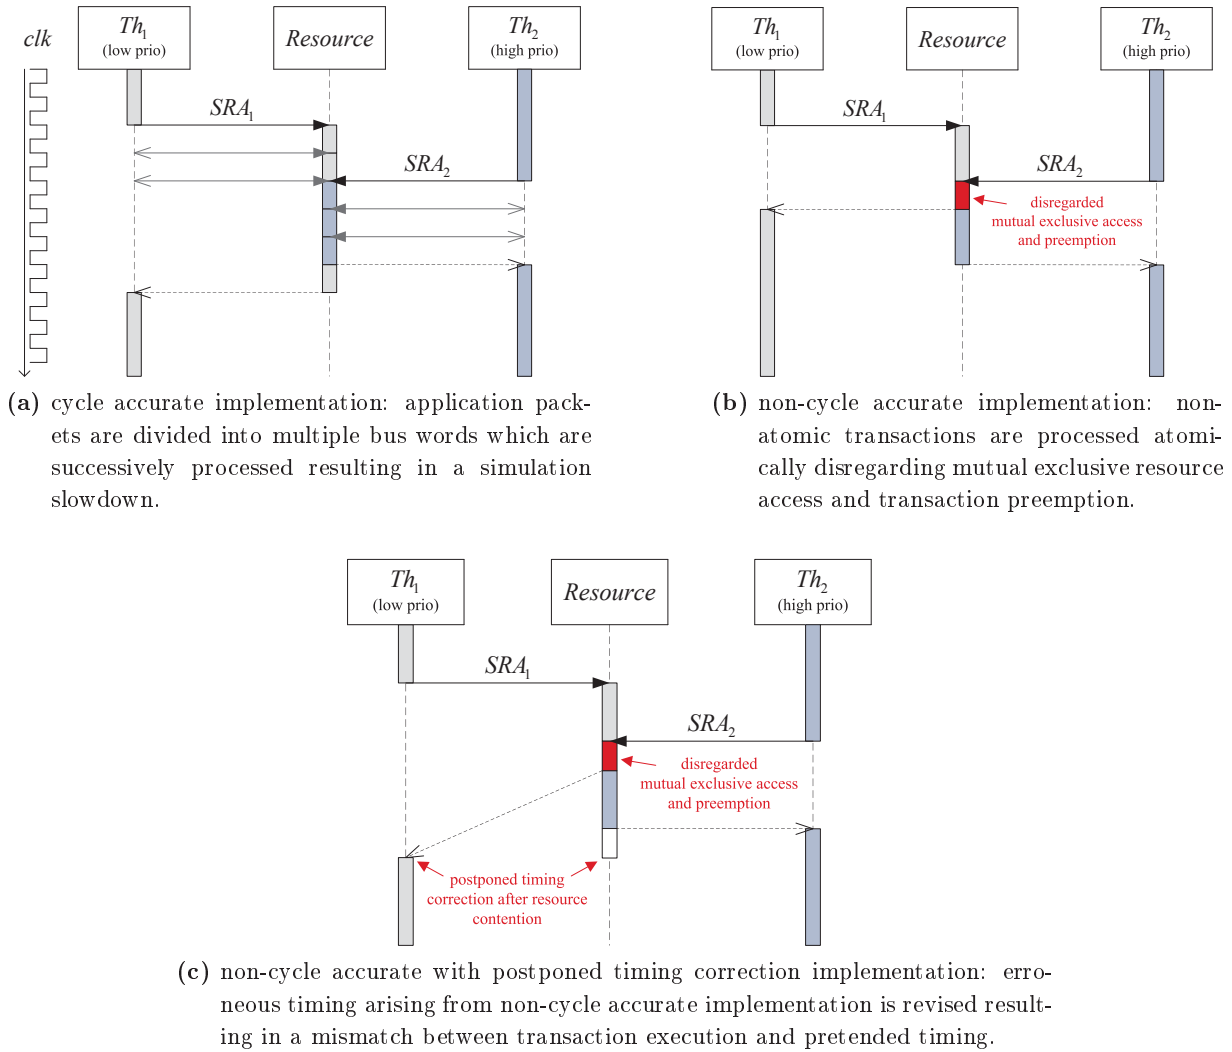 clk
Th1
(low prio)
Resource
Th2
(high prio)
SRA1
SRA2
Th1
(low prio)
Resource
Th2
(high prio)
SRA1
SRA2
disregarded
mutual exclusive access
and preemption
(a) cycle accurate implementation: application pack-
ets are divided into multiple bus words which are
successively processed resulting in a simulation
slowdown.
(b) non-cycle accurate implementation: non-
atomic transactions are processed atomi-
cally disregarding mutual exclusive resource
access and transaction preemption.
Th1
(low prio)
Resource
Th2
(high prio)
SRA1
SRA2
disregarded
mutual exclusive access
and preemption
postponed timing
correction after resource
contention
(c) non-cycle accurate with postponed timing correction implementation: erro-
neous timing arising from non-cycle accurate implementation is revised result-
ing in a mismatch between transaction execution and pretended timing.